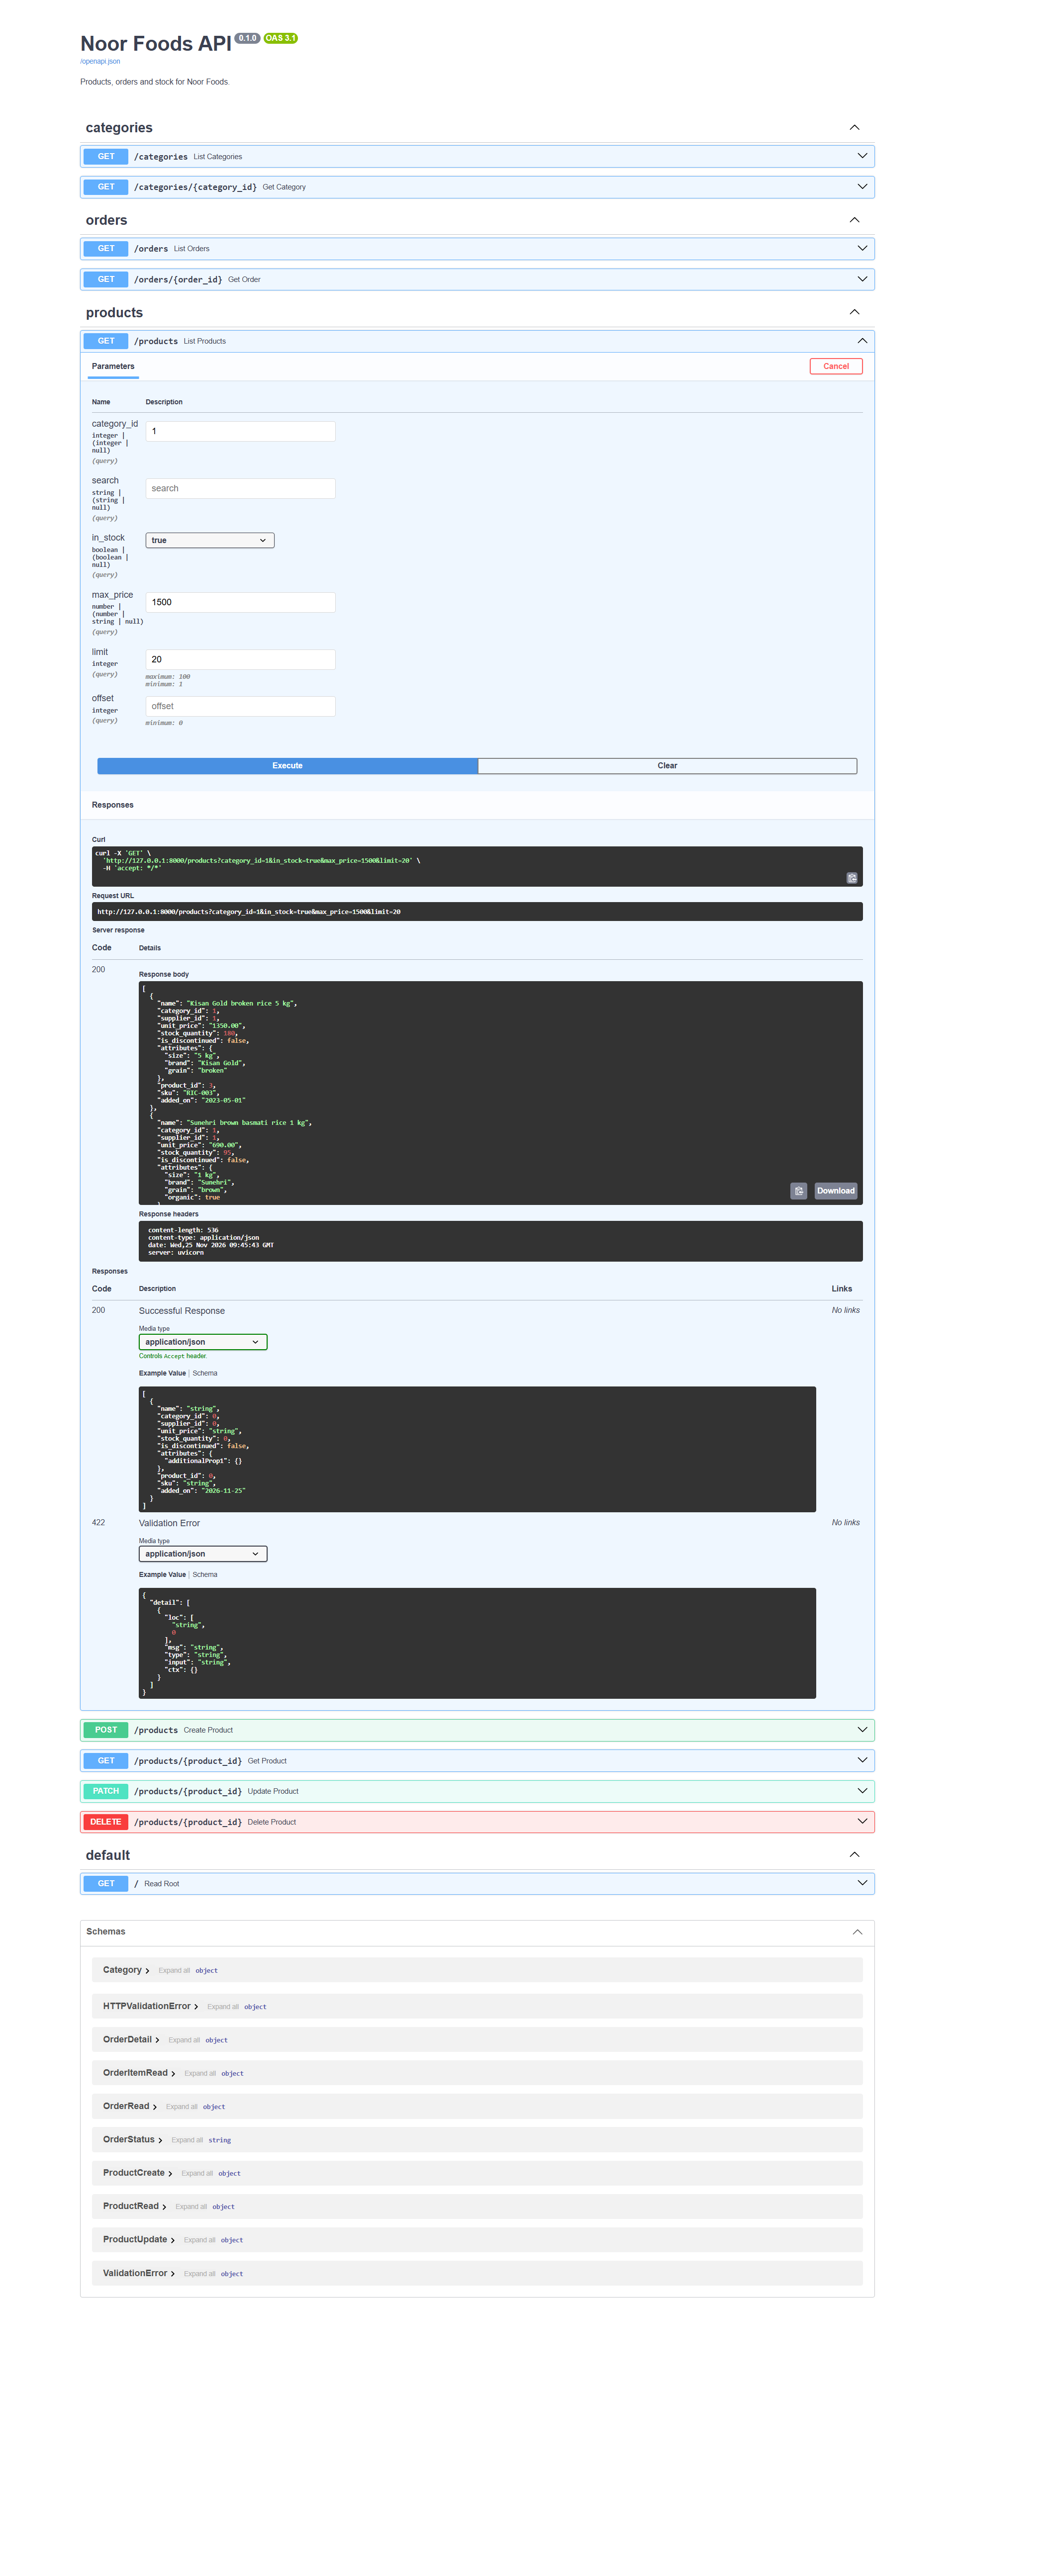 Noor Foods API 0.1.0 OAS 3.1
/openapi.json
Products, orders and stock for Noor Foods.
categories
GET /categories List Categories
GET /categories/{category_id} Get Category
orders
GET /orders List Orders
GET /orders/{order_id} Get Order
products
GET /products List Products
Parameters Cancel
Name Description
category_id
integer |
(integer |
null)
(query)
1
search
string |
(string |
null)
(query)
search
in_stock
boolean |
(boolean |
null)
(query)
true
max_price
number |
(number |
string | null)
(query)
1500
limit
integer
(query)
20
maximum: 100
minimum: 1
offset
integer
(query)
offset
minimum: 0
Execute Clear
Responses
Curl
curl -X 'GET' \
'http://127.0.0.1:8000/products?category_id=1&in_stock=true&max_price=1500&limit=20' \
-H 'accept: */*'
Request URL
http://127.0.0.1:8000/products?category_id=1&in_stock=true&max_price=1500&limit=20
Server response
Code Details
200
Response body
[
{
"name": "Kisan Gold broken rice 5 kg",
"category_id": 1,
"supplier_id": 1,
"unit_price": "1350.00",
"stock_quantity": 180,
"is_discontinued": false,
"attributes": {
"size": "5 kg",
"brand": "Kisan Gold",
"grain": "broken"
},
"product_id": 3,
"sku": "RIC-003",
"added_on": "2023-05-01"
},
{
"name": "Sunehri brown basmati rice 1 kg",
"category_id": 1,
"supplier_id": 1,
"unit_price": "690.00",
"stock_quantity": 95,
"is_discontinued": false,
"attributes": {
"size": "1 kg",
"brand": "Sunehri",
"grain": "brown",
"organic": true
Download
Response headers
content-length: 536
content-type: application/json
date: Wed,25 Nov 2026 09:45:43 GMT
server: uvicorn
Responses
Code Description Links
200 Successful Response No links
Media type
application/json
Controls Accept header.
Example Value | Schema
[
{
"name": "string",
"category_id": 0,
"supplier_id": 0,
"unit_price": "string",
"stock_quantity": 0,
"is_discontinued": false,
"attributes": {
"additionalProp1": {}
},
"product_id": 0,
"sku": "string",
"added_on": "2026-11-25"
}
]
422 Validation Error No links
Media type
application/json
Example Value | Schema
{
"detail": [
{
"loc": [
"string",
0
],
"msg": "string",
"type": "string",
"input": "string",
"ctx": {}
}
]
}
POST /products Create Product
GET /products/{product_id} Get Product
PATCH /products/{product_id} Update Product
DELETE /products/{product_id} Delete Product
default
GET / Read Root
Schemas
Category Expand all object
HTTPValidationError Expand all object
OrderDetail Expand all object
OrderItemRead Expand all object
OrderRead Expand all object
OrderStatus Expand all string
ProductCreate Expand all object
ProductRead Expand all object
ProductUpdate Expand all object
ValidationError Expand all object